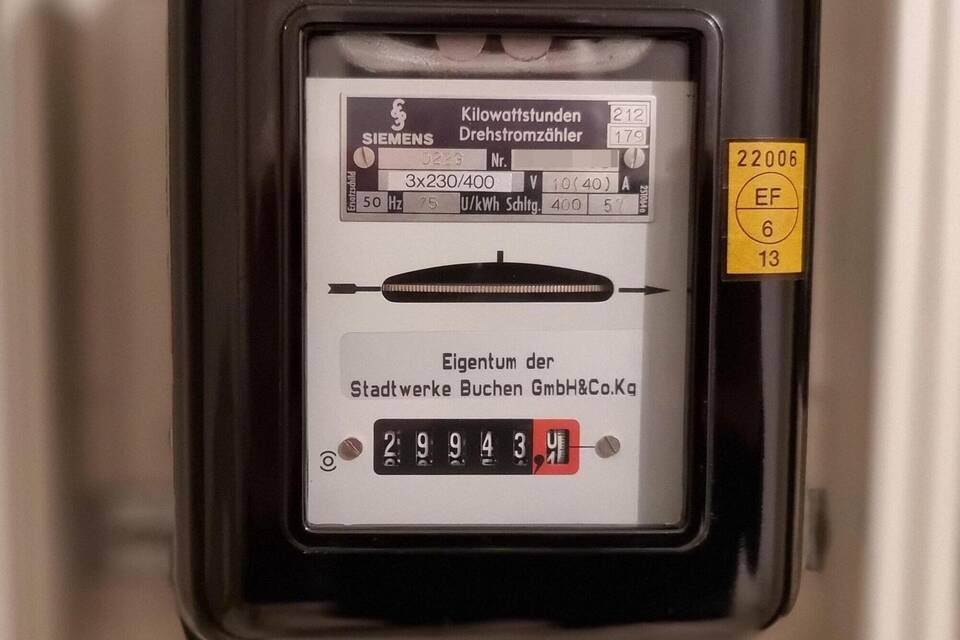 SIEMENS
Kilowattstunden
Drehstromzähler
212
179
Nr.
3x230/400 V 10(40) A
Ersatzschild
50 Hz 75 U/kWh Schltg. 400
Eigentum der
Stadtwerke Buchen GmbH&Co.Kg
2 9 9 4 3 ,
22006
EF
6
13